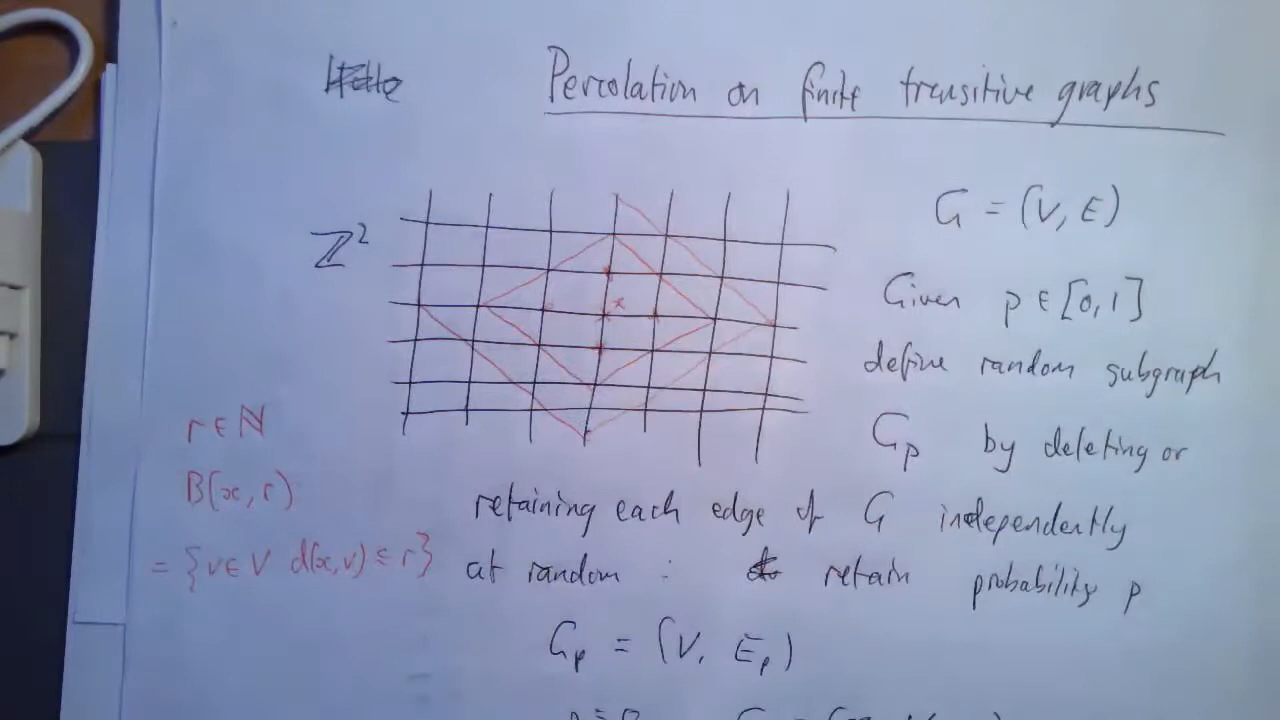 Percolation on finite transitive graphs
ℤ²
G = (V, E)
Given p ∈ [0,1]
define random subgraph
G_p by deleting or
retaining each edge of G independently
at random : retain probability p
G_p = (V, E_p)
x
r ∈ ℕ
B(x, r)
= {v ∈ V d(x,v) ≤ r}